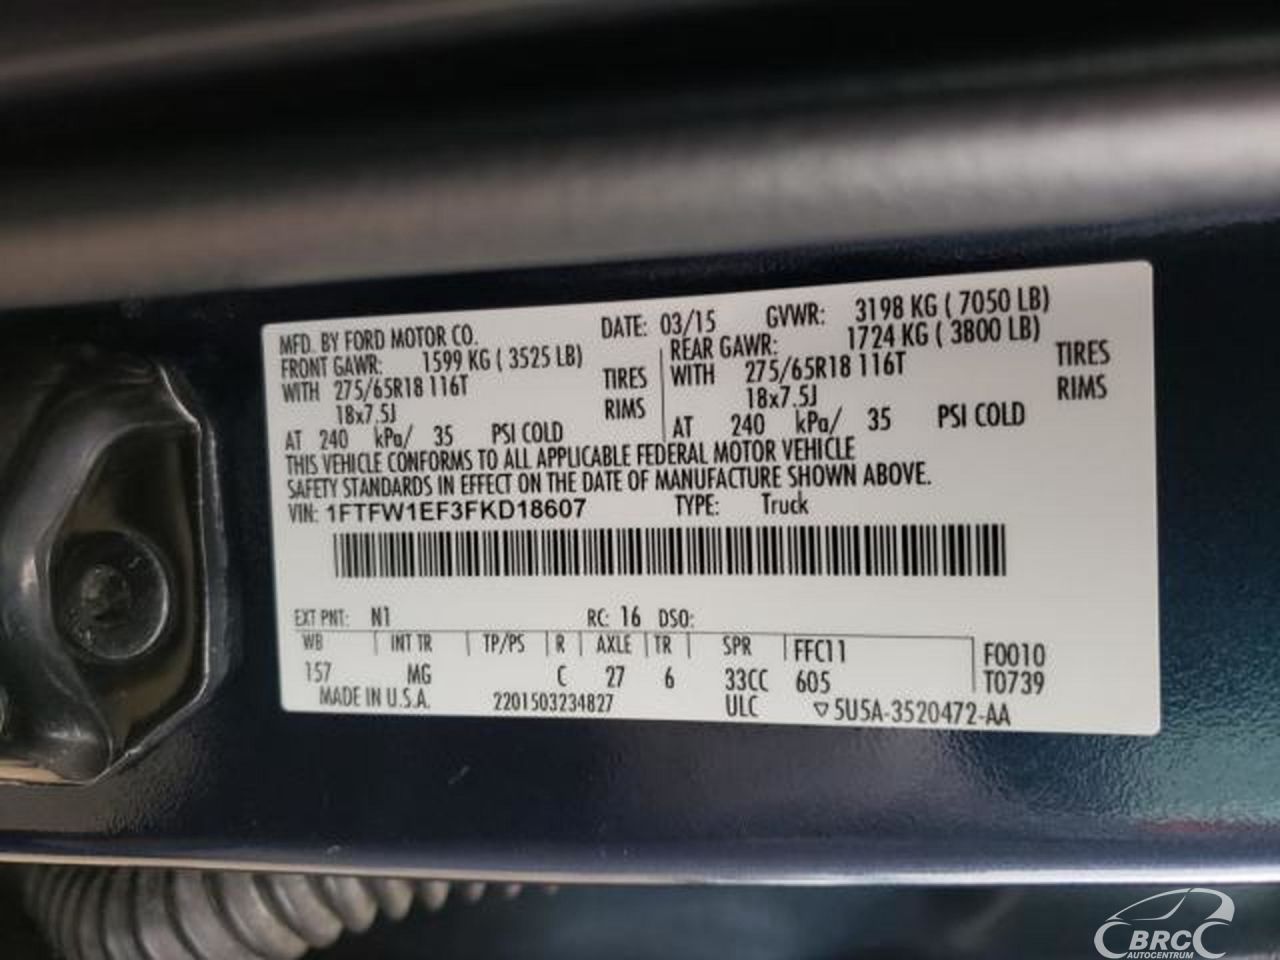 MFD. BY FORD MOTOR CO. DATE: 03/15 GVWR: 3198 KG ( 7050 LB)
FRONT GAWR: 1599 KG ( 3525 LB) REAR GAWR: 1724 KG ( 3800 LB)
WITH 275/65R18 116T TIRES WITH 275/65R18 116T TIRES
18x7.5J RIMS 18x7.5J RIMS
AT 240 kPa/ 35 PSI COLD AT 240 kPa/ 35 PSI COLD
THIS VEHICLE CONFORMS TO ALL APPLICABLE FEDERAL MOTOR VEHICLE
SAFETY STANDARDS IN EFFECT ON THE DATE OF MANUFACTURE SHOWN ABOVE.
VIN: 1FTFW1EF3FKD18607 TYPE: Truck
EXT PNT: N1 RC: 16 DSO:
WB INT TR TP/PS R AXLE TR SPR FFC11 F0010
157 MG C 27 6 33CC 605 T0739
MADE IN U.S.A. 2201503234827 ULC ▽5U5A-3520472-AA
BRC
AUTOCENTRUM